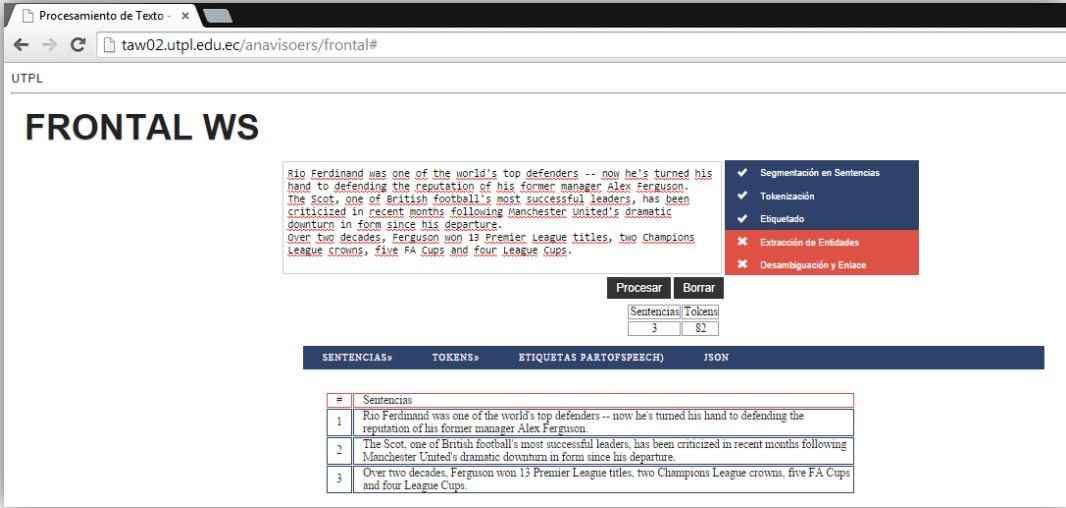 Procesamiento de Texto -
taw02.utpl.edu.ec/anavisoers/frontal#
UTPL
FRONTAL WS
Rio Ferdinand was one of the world's top defenders -- now he's turned his
hand to defending the reputation of his former manager Alex Ferguson.
The Scot, one of British football's most successful leaders, has been
criticized in recent months following Manchester United's dramatic
downturn in form since his departure.
Over two decades, Ferguson won 13 Premier League titles, two Champions
League crowns, five FA Cups and four League Cups.
Segmentación en Sentencias
Tokenización
Etiquetado
Extracción de Entidades
Desambiguación y Enlace
Procesar Borrar
Sentencias Tokens
3 82
SENTENCIAS» TOKENS» ETIQUETAS PARTOFSPEECH) JSON
# Sentencias
1 Rio Ferdinand was one of the world's top defenders -- now he's turned his hand to defending the
reputation of his former manager Alex Ferguson.
2 The Scot, one of British football's most successful leaders, has been criticized in recent months following
Manchester United's dramatic downturn in form since his departure.
3 Over two decades, Ferguson won 13 Premier League titles, two Champions League crowns, five FA Cups
and four League Cups.